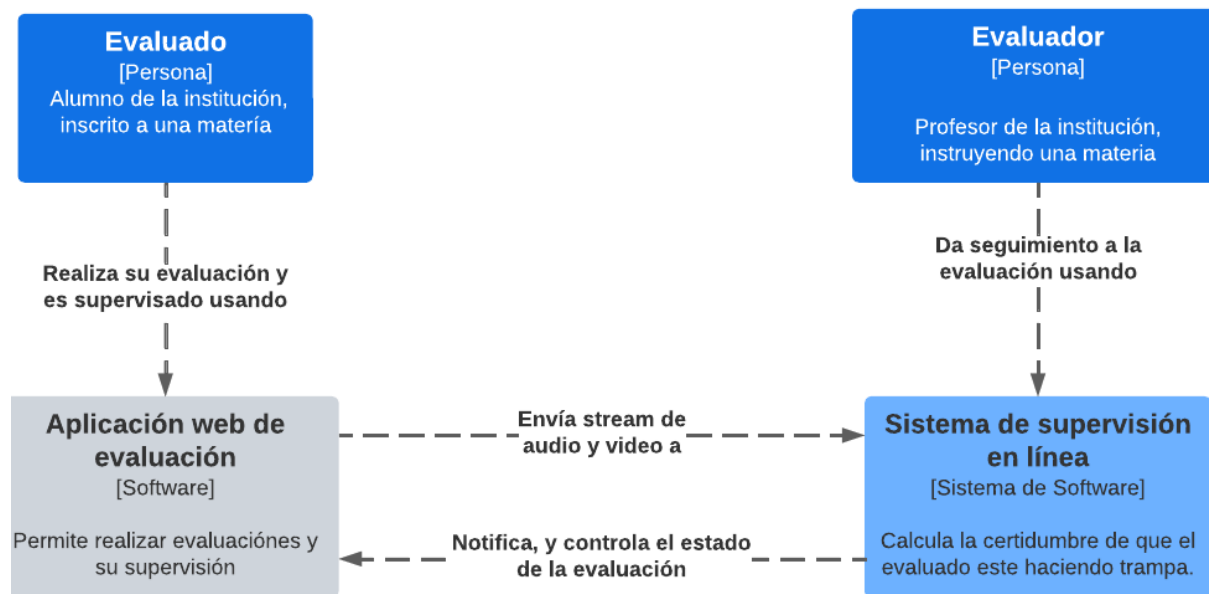 Evaluado
[Persona]
Alumno de la institución,
inscrito a una matería
Evaluador
[Persona]
Profesor de la institución,
instruyendo una materia
Realiza su evaluación y
es supervisado usando
Da seguimiento a la
evaluación usando
Aplicación web de
evaluación
[Software]
Permite realizar evaluaciónes y
su supervisión
Envía stream de
audio y video a
Notifica, y controla el estado
de la evaluación
Sistema de supervisión
en línea
[Sistema de Software]
Calcula la certidumbre de que el
evaluado este haciendo trampa.